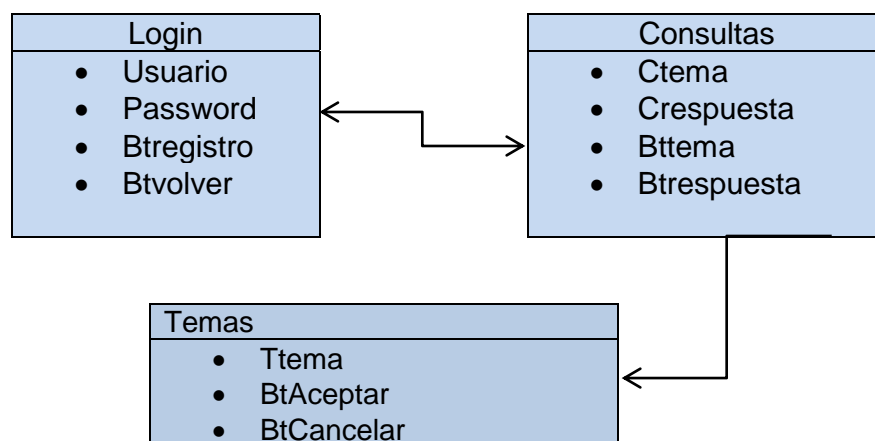 Login
• Usuario
• Password
• Btregistro
• Btvolver
Consultas
• Ctema
• Crespuesta
• Bttema
• Btrespuesta
Temas
• Ttema
• BtAceptar
• BtCancelar